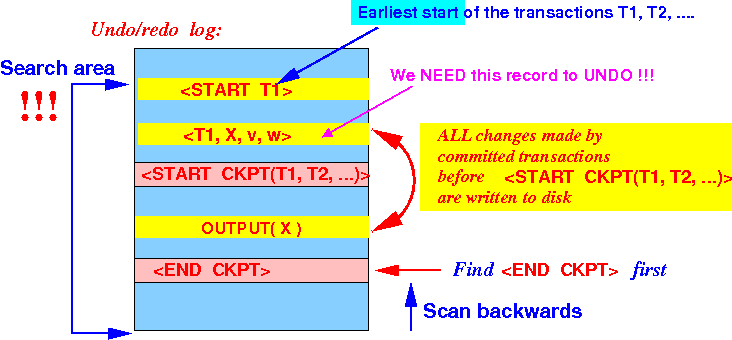 Earliest start of the transactions T1, T2, ....
Undo/redo log:
Search area
!!!
<START T1>
We NEED this record to UNDO !!!
<T1, X, v, w>
ALL changes made by
committed transactions
before <START CKPT(T1, T2, ...)>
are written to disk
<START CKPT(T1, T2, ...)>
OUTPUT( X )
<END CKPT>
Find <END CKPT> first
Scan backwards